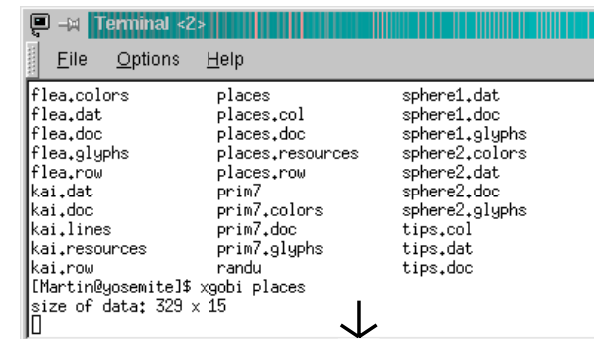 Terminal <2>
File Options Help
flea.colors places sphere1.dat
flea.dat places.col sphere1.doc
flea.doc places.doc sphere1.glyphs
flea.glyphs places.resources sphere2.colors
flea.row places.row sphere2.dat
kai.dat prim7 sphere2.doc
kai.doc prim7.colors sphere2.glyphs
kai.lines prim7.doc tips.col
kai.resources prim7.glyphs tips.dat
kai.row randu tips.doc
[Martin@yosemite]$ xgobi places
size of data: 329 x 15